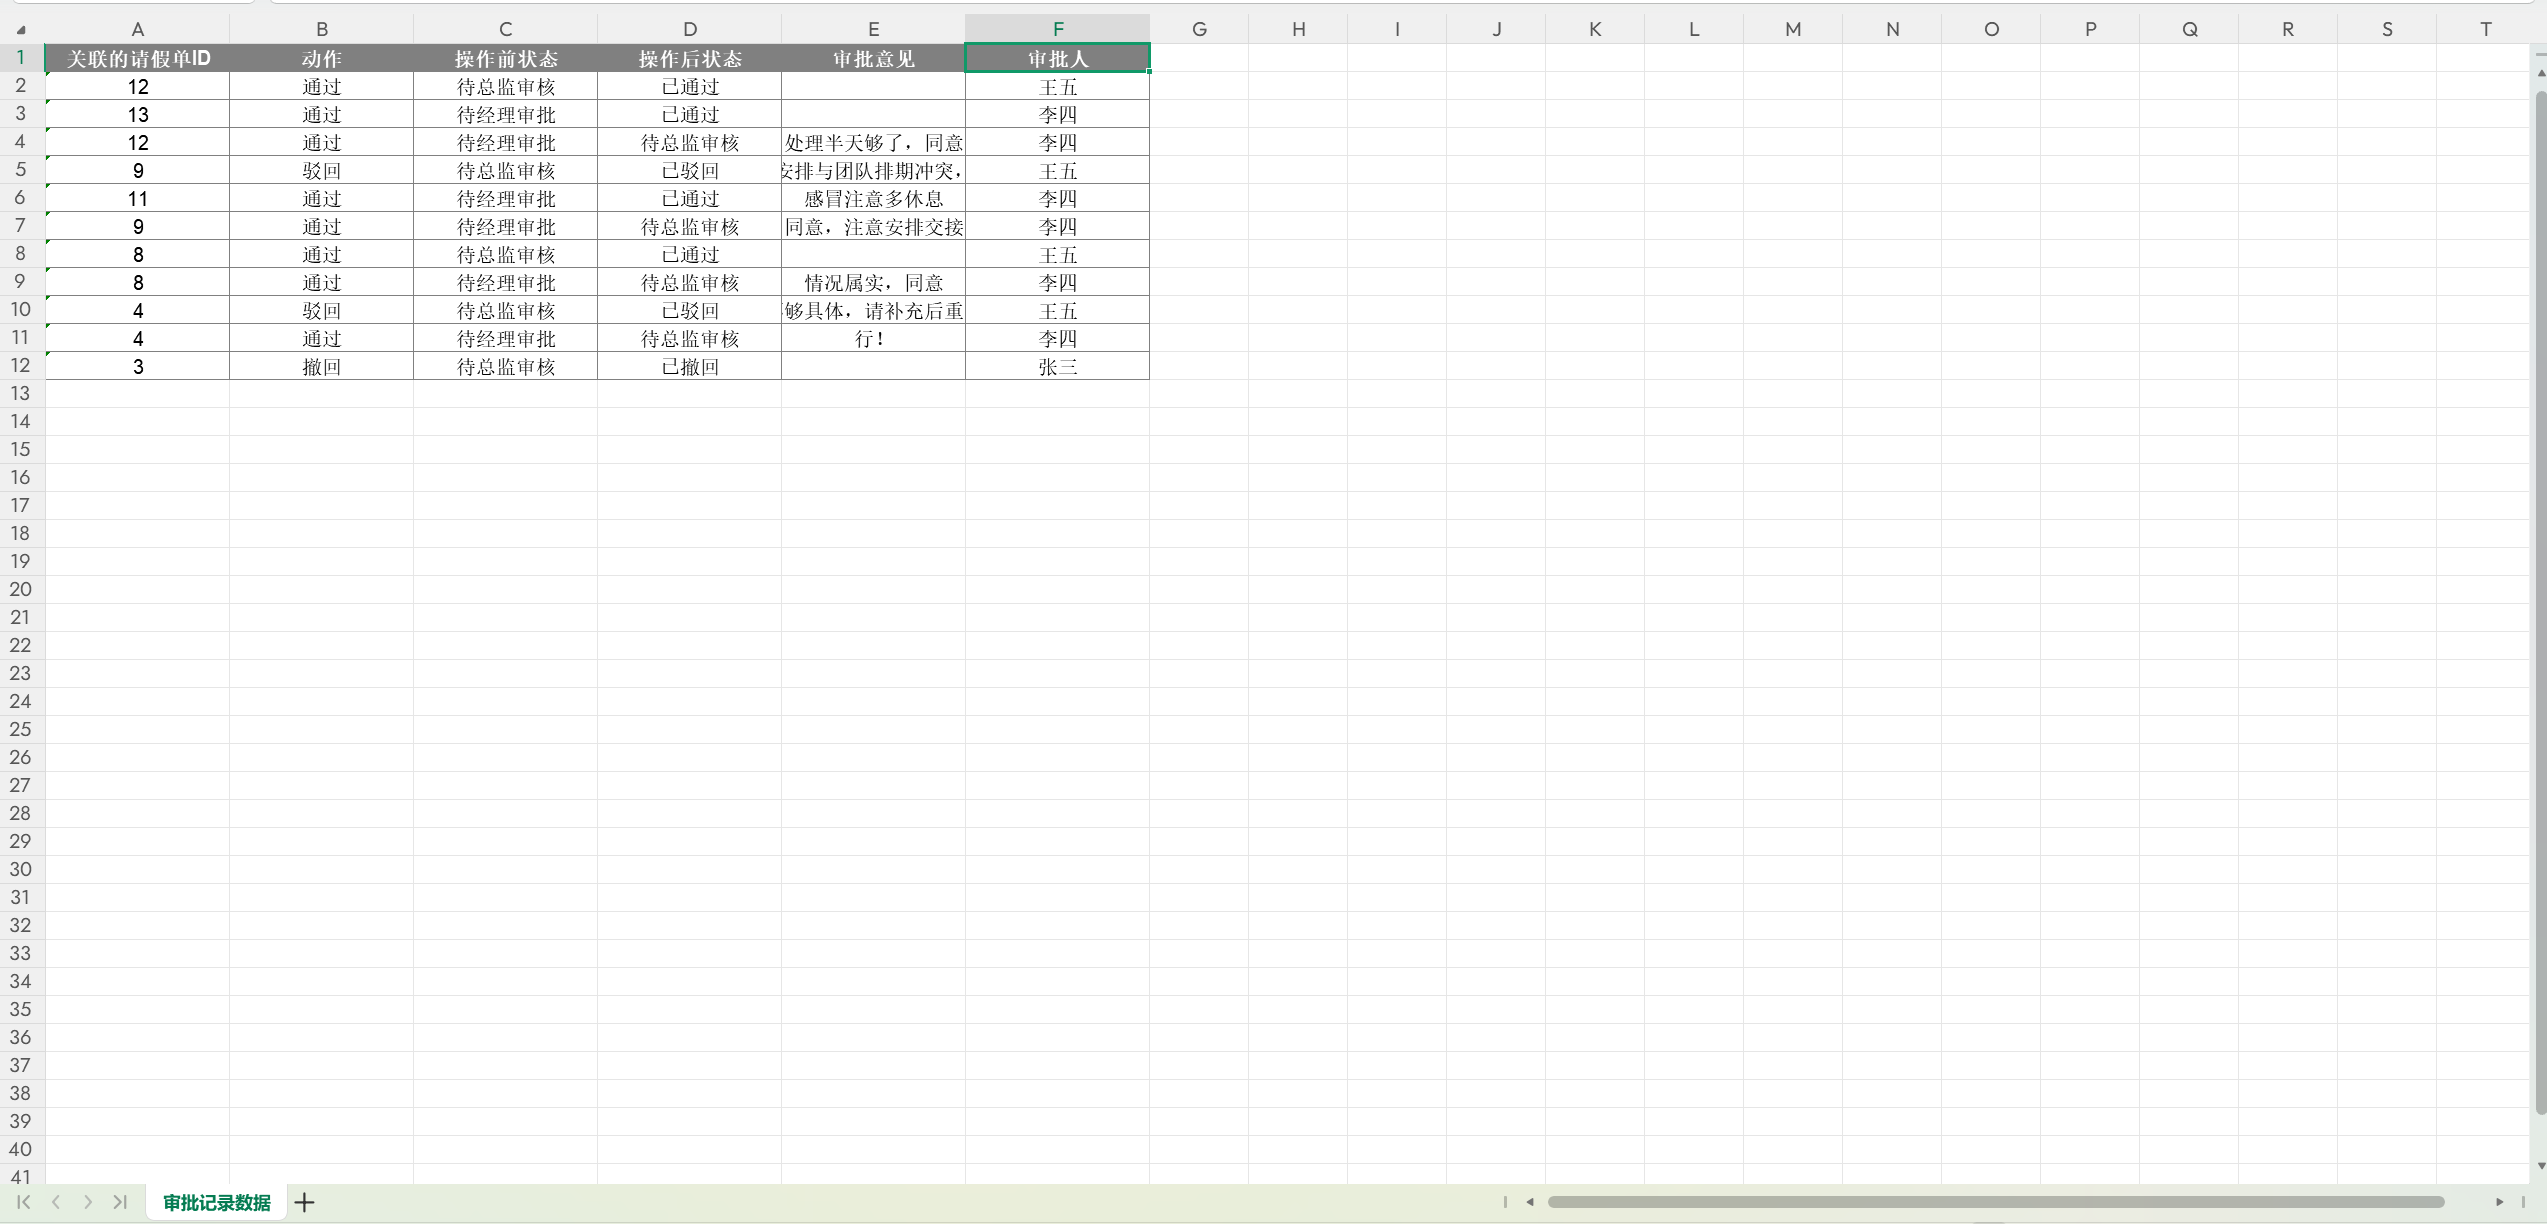 A B C D E F G H I J K L M N O P Q R S T
1 关联的请假单ID 动作 操作前状态 操作后状态 审批意见 审批人
2 12 通过 待总监审核 已通过 王五
3 13 通过 待经理审批 已通过 李四
4 12 通过 待经理审批 待总监审核 处理半天够了，同意 李四
5 9 驳回 待总监审核 已驳回 安排与团队排期冲突， 王五
6 11 通过 待经理审批 已通过 感冒注意多休息 李四
7 9 通过 待经理审批 待总监审核 同意，注意安排交接 李四
8 8 通过 待总监审核 已通过 王五
9 8 通过 待经理审批 待总监审核 情况属实，同意 李四
10 4 驳回 待总监审核 已驳回 够具体，请补充后重 王五
11 4 通过 待经理审批 待总监审核 行！ 李四
12 3 撤回 待总监审核 已撤回 张三
13
14
15
16
17
18
19
20
21
22
23
24
25
26
27
28
29
30
31
32
33
34
35
36
37
38
39
40
41
审批记录数据